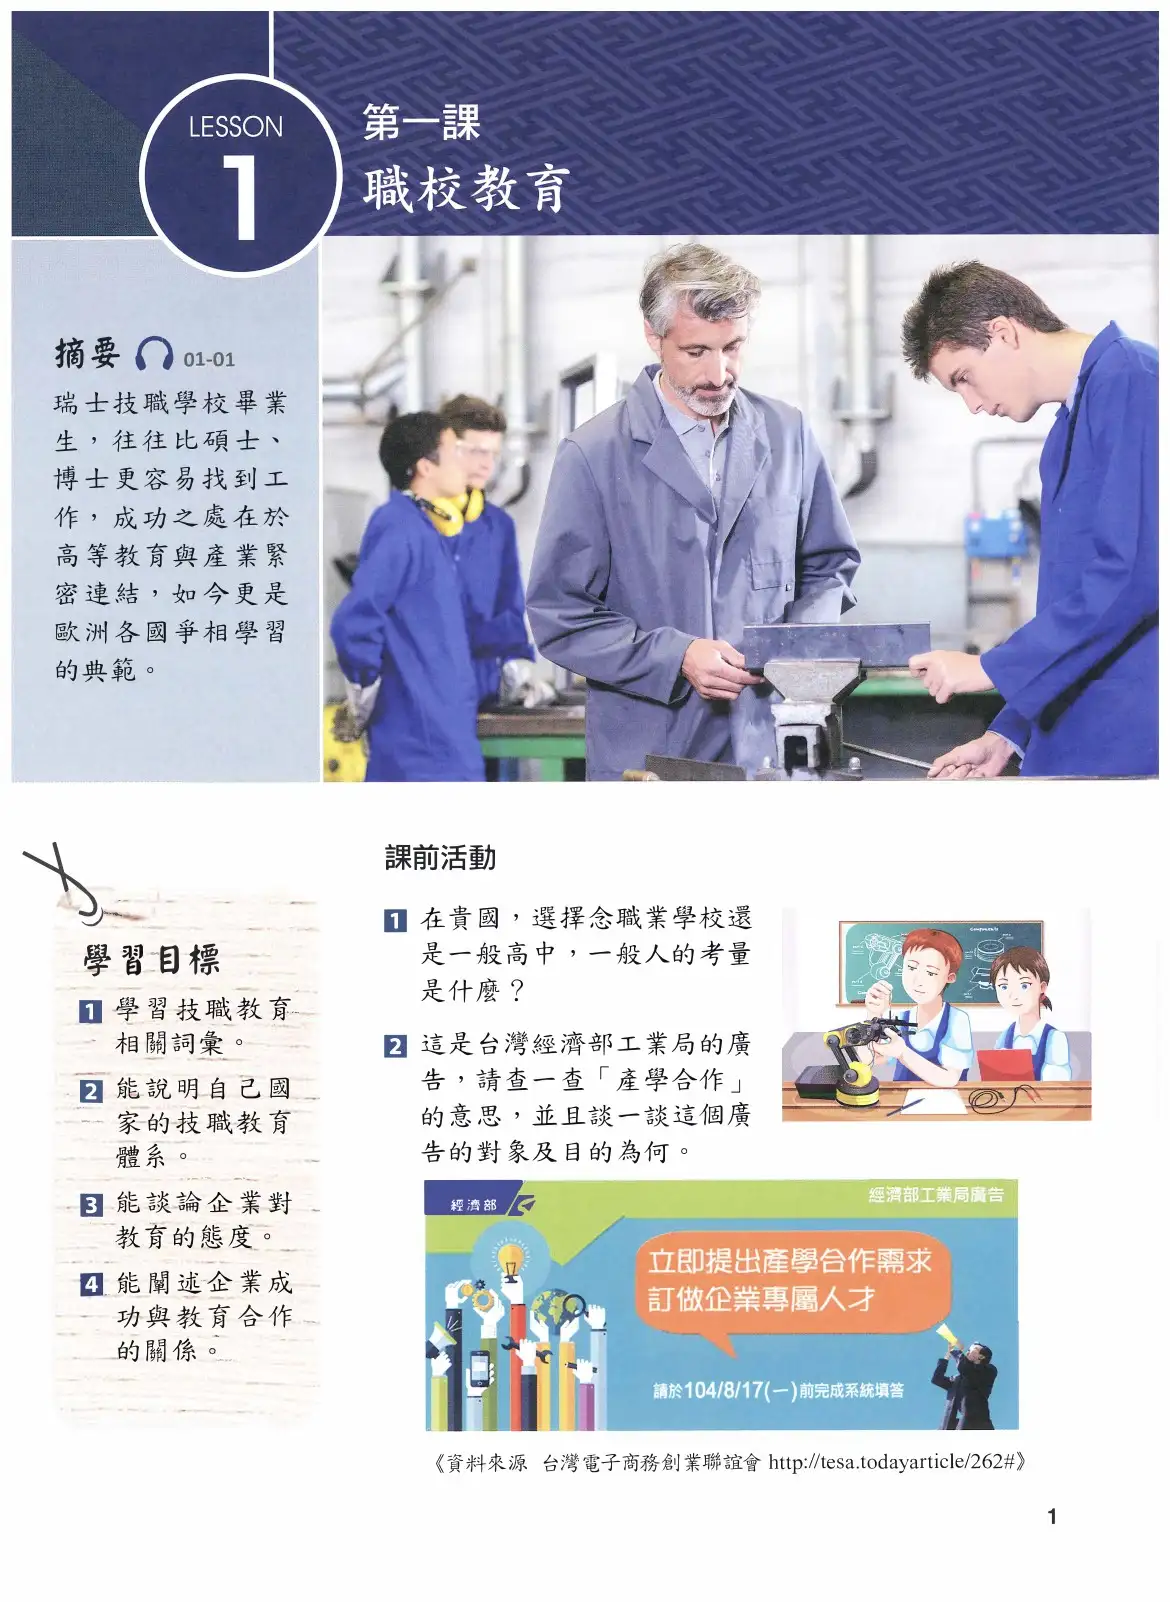 LESSON
1
第一課
職校教育
摘要 01-01
瑞士技職學校畢業
生，往往比碩士、
博士更容易找到工
作，成功之處在於
高等教育與產業緊
密連結，如今更是
歐洲各國爭相學習
的典範。
學習目標
1 學習技職教育
相關詞彙。
2 能說明自己國
家的技職教育
體系。
3 能談論企業對
教育的態度。
4 能闡述企業成
功與教育合作
的關係。
課前活動
1 在貴國，選擇念職業學校還
是一般高中，一般人的考量
是什麼？
2 這是台灣經濟部工業局的廣
告，請查一查「產學合作」
的意思，並且談一談這個廣
告的對象及目的為何。
經濟部
經濟部工業局廣告
立即提出產學合作需求
訂做企業專屬人才
請於104/8/17(一)前完成系統填答
《資料來源 台灣電子商務創業聯誼會 http://tesa.todayarticle/262#》
1